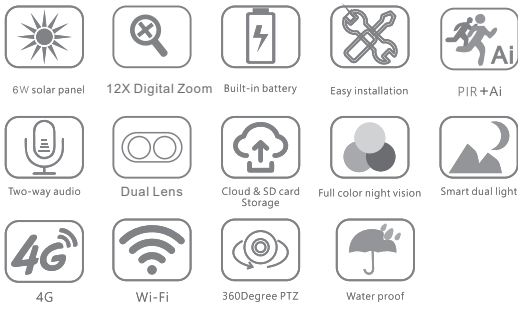 Ai
6W solar panel
12X Digital Zoom
Built-in battery
Easy installation
PIR+Ai
Two-way audio
Dual Lens
Cloud & SD card
Storage
Full color night vision
Smart dual light
4G
4G
Wi-Fi
360Degree PTZ
Water proof